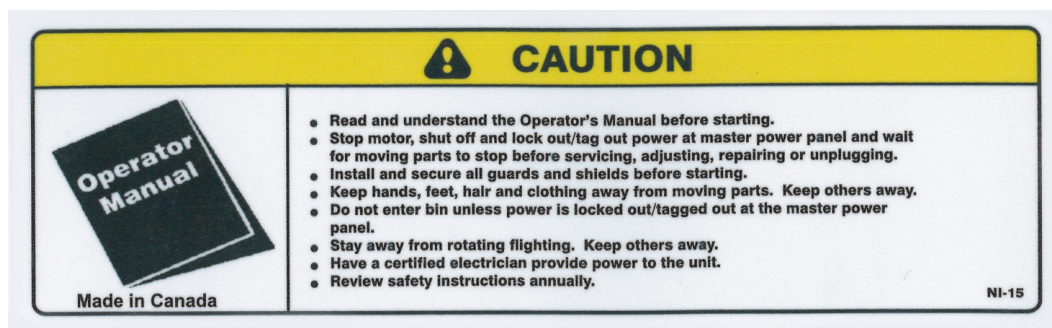 CAUTION
Operator
Manual
Made in Canada
• Read and understand the Operator's Manual before starting.
• Stop motor, shut off and lock out/tag out power at master power panel and wait
for moving parts to stop before servicing, adjusting, repairing or unplugging.
• Install and secure all guards and shields before starting.
• Keep hands, feet, hair and clothing away from moving parts.  Keep others away.
• Do not enter bin unless power is locked out/tagged out at the master power
panel.
• Stay away from rotating flighting.  Keep others away.
• Have a certified electrician provide power to the unit.
• Review safety instructions annually.
NI-15